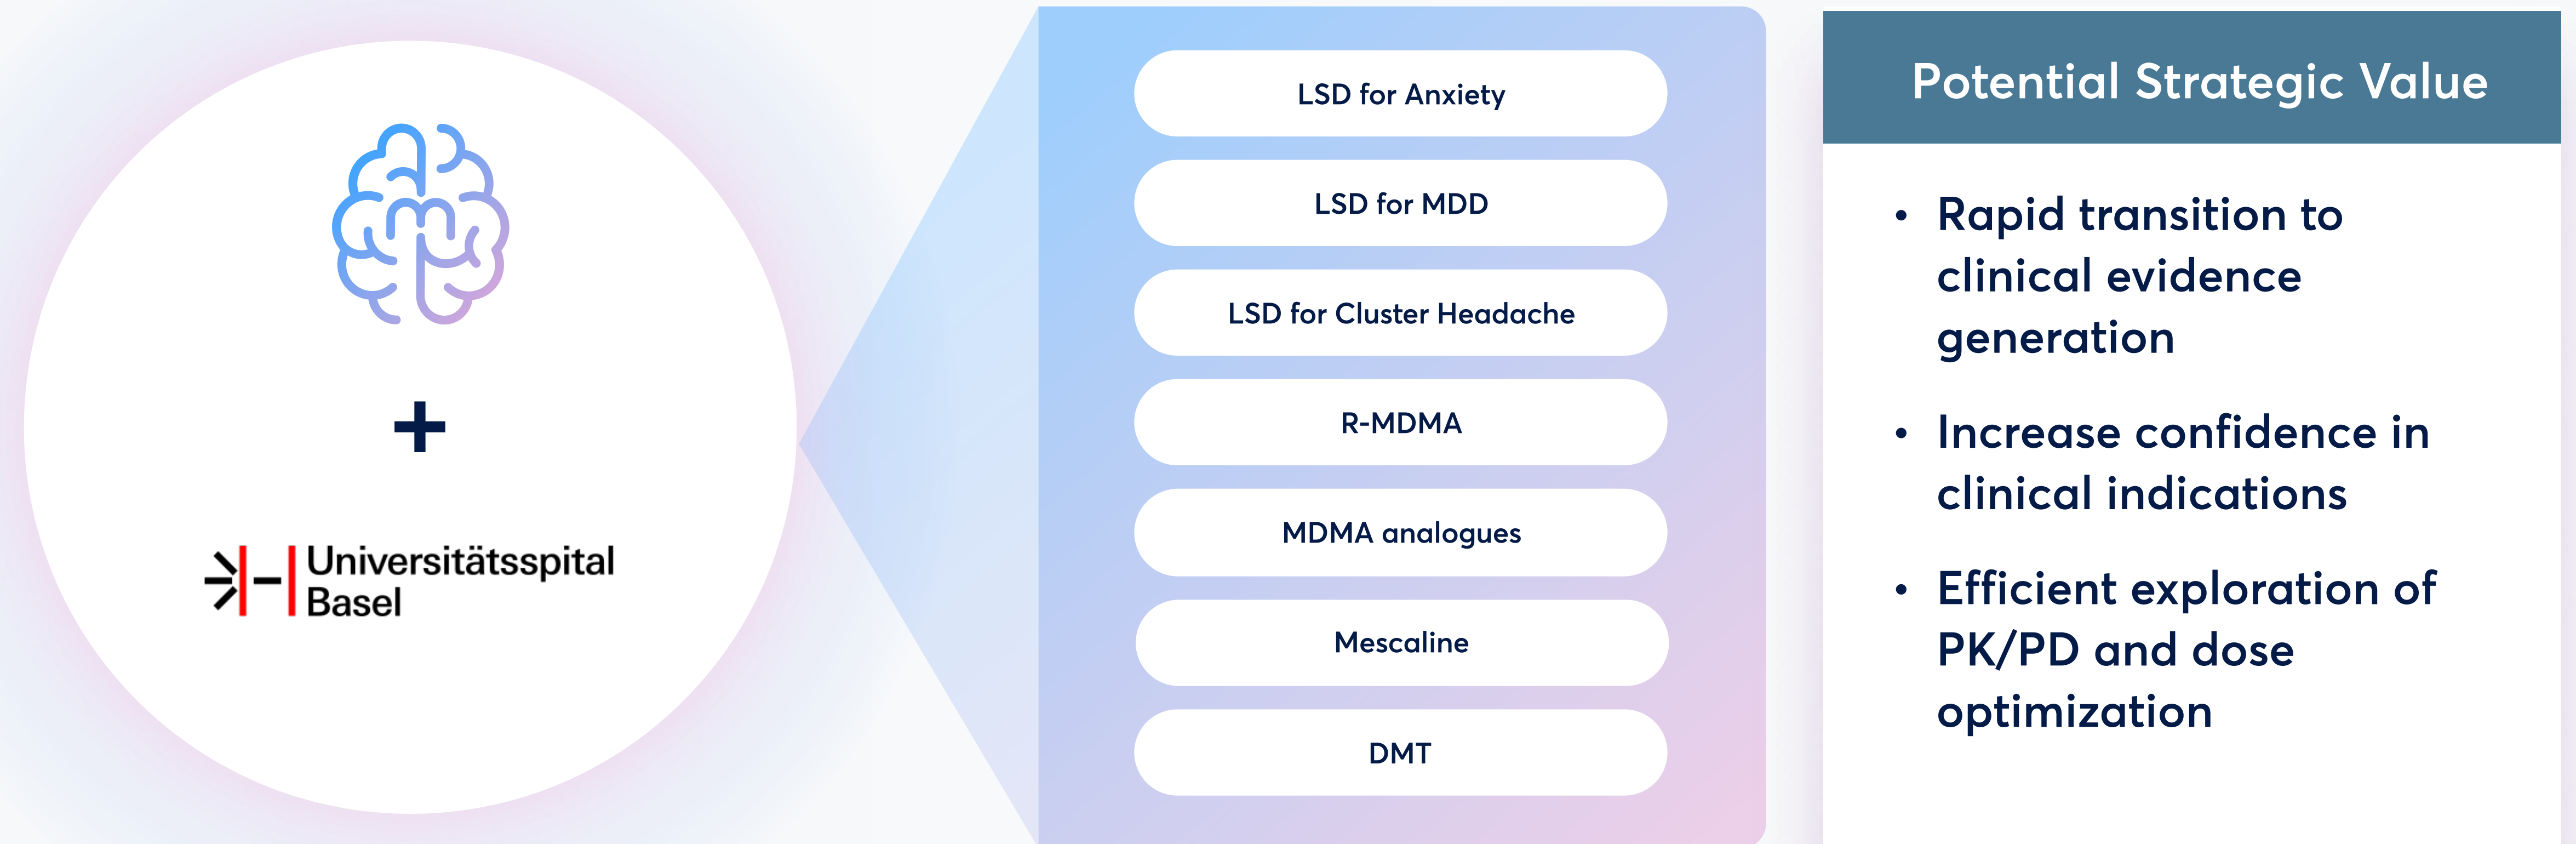 +
Universitätsspital
Basel
LSD for Anxiety
LSD for MDD
LSD for Cluster Headache
R-MDMA
MDMA analogues
Mescaline
DMT
Potential Strategic Value
• Rapid transition to
clinical evidence
generation
• Increase confidence in
clinical indications
• Efficient exploration of
PK/PD and dose
optimization